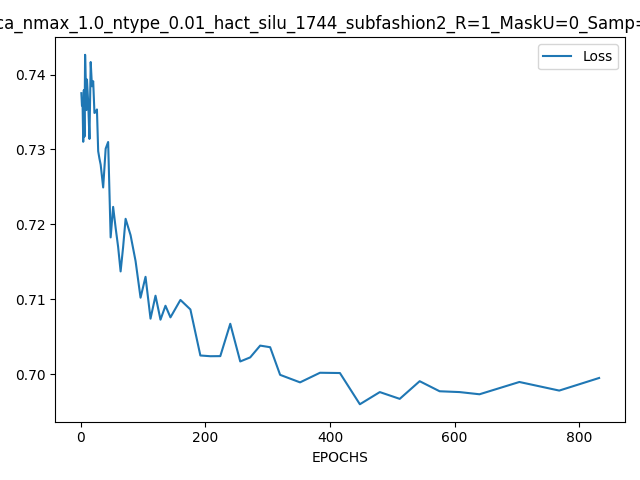 ca_nmax_1.0_ntype_0.01_hact_silu_1744_subfashion2_R=1_MaskU=0_Samp=
Loss
0.74
0.73
0.72
0.71
0.70
0 200 400 600 800
EPOCHS